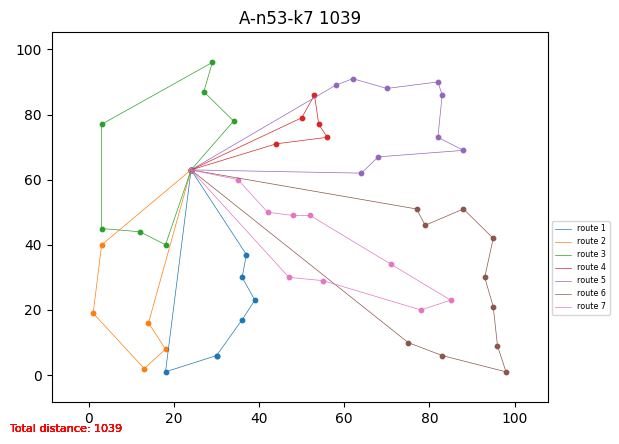 A-n53-k7 1039
100
80
60
40
20
0
0 20 40 60 80 100
route 1
route 2
route 3
route 4
route 5
route 6
route 7
Total distance: 1039